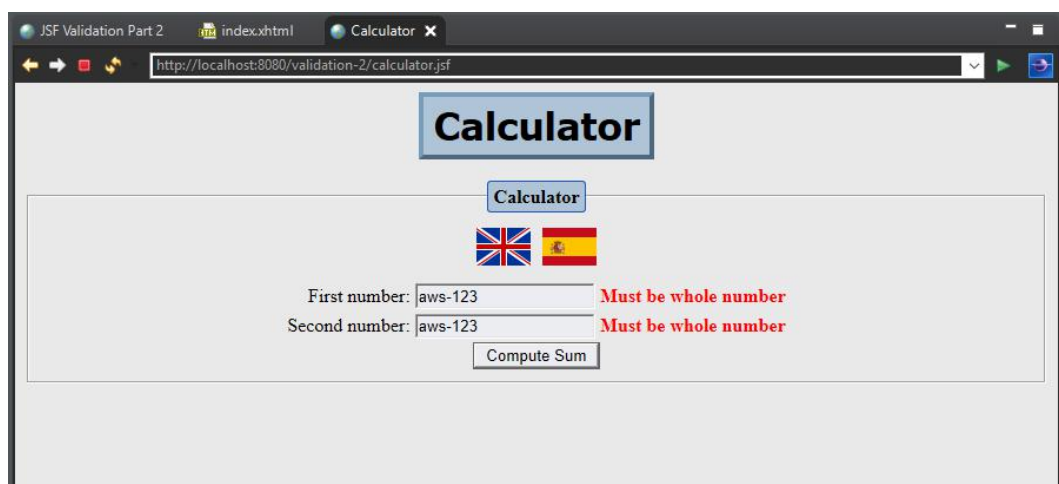 JSF Validation Part 2 index.xhtml Calculator
http://localhost:8080/validation-2/calculator.jsf
Calculator
Calculator
First number: aws-123 Must be whole number
Second number: aws-123 Must be whole number
Compute Sum